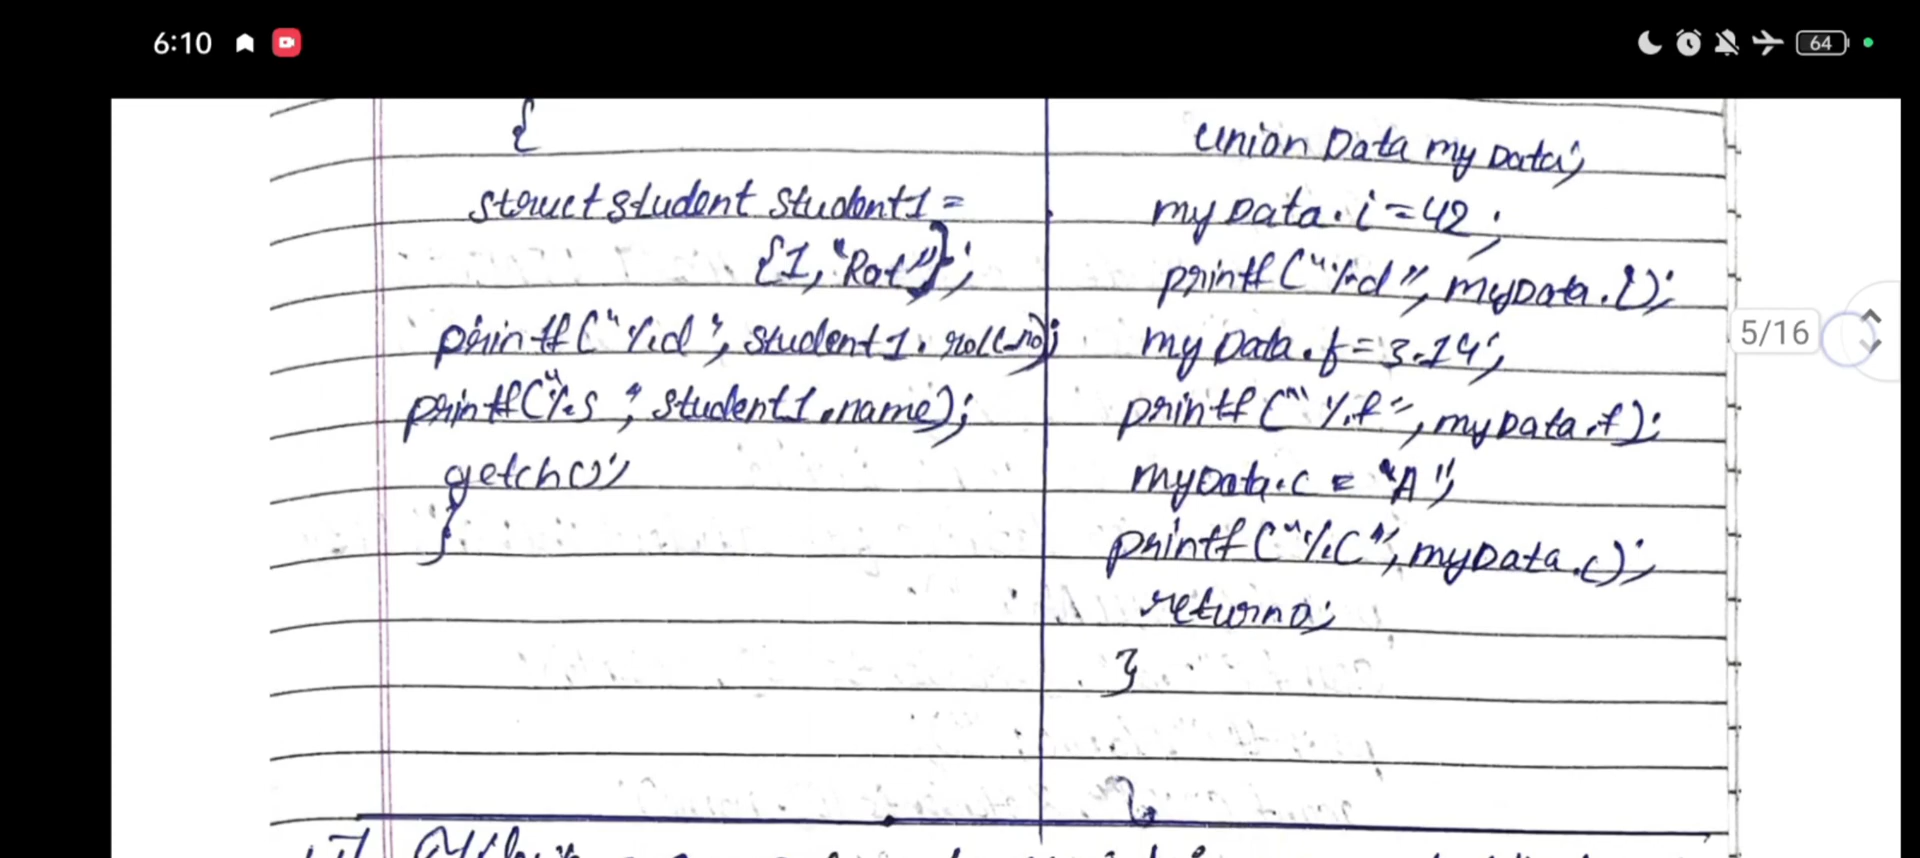 6:10
64
{
struct student student1 =
{1, "Rat"};
printf("%d", student1.roll_no);
printf("%s", student1.name);
getch();
}
union Data myData;
myData.i = 42;
printf("%d", myData.i);
myData.f = 3.14;
printf("%f", myData.f);
myData.c = "A";
printf("%c", myData.c);
return 0;
}
5/16